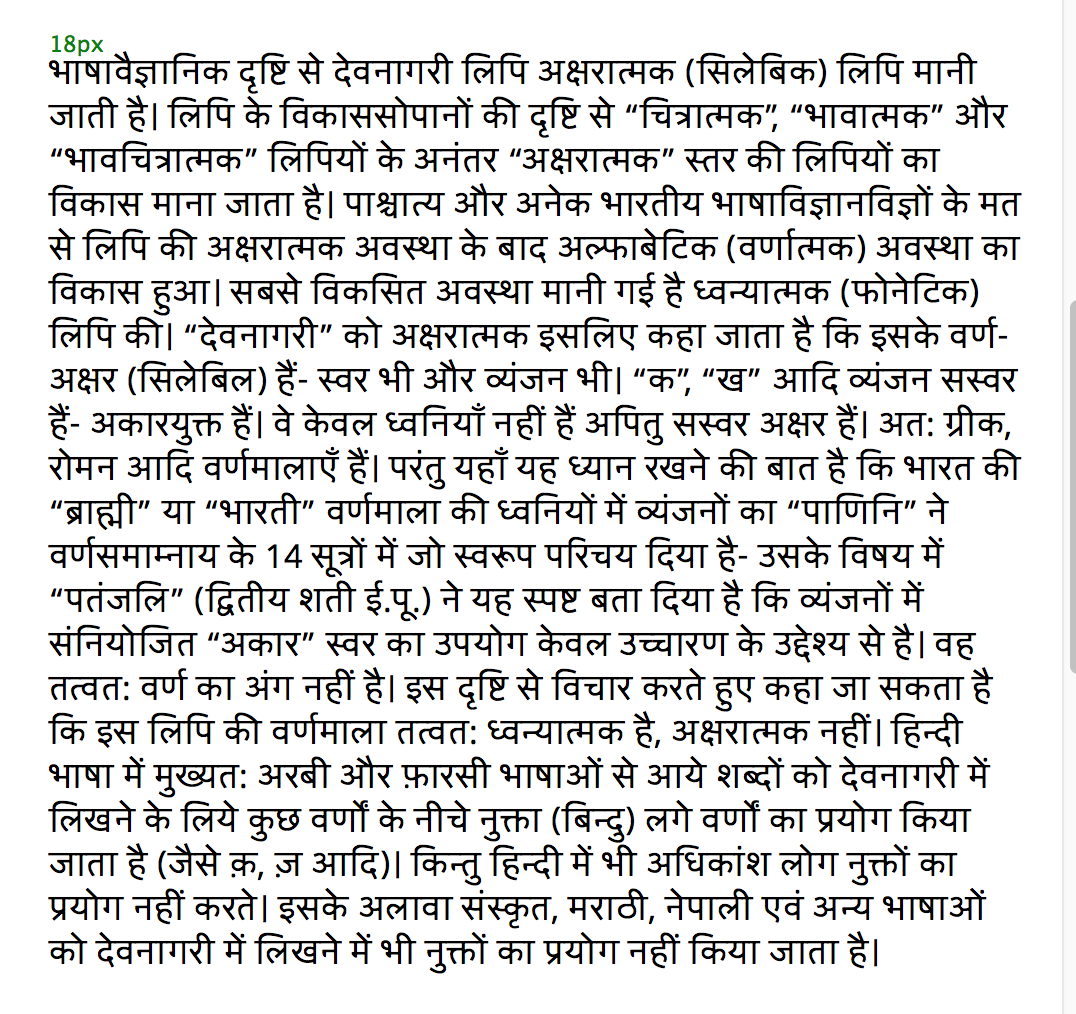 18px
भाषावैज्ञानिक दृष्टि से देवनागरी लिपि अक्षरात्मक (सिलेबिक) लिपि मानी
जाती है| लिपि के विकाससोपानों की दृष्टि से “चित्रात्मक”, “भावात्मक” और
“भावचित्रात्मक” लिपियों के अनंतर “अक्षरात्मक” स्तर की लिपियों का
विकास माना जाता है| पाश्चात्य और अनेक भारतीय भाषाविज्ञानविज्ञों के मत
से लिपि की अक्षरात्मक अवस्था के बाद अल्फाबेटिक (वर्णात्मक) अवस्था का
विकास हुआ| सबसे विकसित अवस्था मानी गई है ध्वन्यात्मक (फोनेटिक)
लिपि की| “देवनागरी” को अक्षरात्मक इसलिए कहा जाता है कि इसके वर्ण-
अक्षर (सिलेबिल) हैं- स्वर भी और व्यंजन भी| “क”, “ख” आदि व्यंजन सस्वर
हैं- अकारयुक्त हैं| वे केवल ध्वनियाँ नहीं हैं अपितु सस्वर अक्षर हैं| अत: ग्रीक,
रोमन आदि वर्णमालाएँ हैं| परंतु यहाँ यह ध्यान रखने की बात है कि भारत की
“ब्राह्मी” या “भारती” वर्णमाला की ध्वनियों में व्यंजनों का “पाणिनि” ने
वर्णसमाम्नाय के 14 सूत्रों में जो स्वरूप परिचय दिया है- उसके विषय में
“पतंजलि” (द्वितीय शती ई.पू.) ने यह स्पष्ट बता दिया है कि व्यंजनों में
संनियोजित “अकार” स्वर का उपयोग केवल उच्चारण के उद्देश्य से है| वह
तत्वत: वर्ण का अंग नहीं है| इस दृष्टि से विचार करते हुए कहा जा सकता है
कि इस लिपि की वर्णमाला तत्वत: ध्वन्यात्मक है, अक्षरात्मक नहीं| हिन्दी
भाषा में मुख्यत: अरबी और फ़ारसी भाषाओं से आये शब्दों को देवनागरी में
लिखने के लिये कुछ वर्णों के नीचे नुक्ता (बिन्दु) लगे वर्णों का प्रयोग किया
जाता है (जैसे क़, ज़ आदि)| किन्तु हिन्दी में भी अधिकांश लोग नुक्तों का
प्रयोग नहीं करते| इसके अलावा संस्कृत, मराठी, नेपाली एवं अन्य भाषाओं
को देवनागरी में लिखने में भी नुक्तों का प्रयोग नहीं किया जाता है|